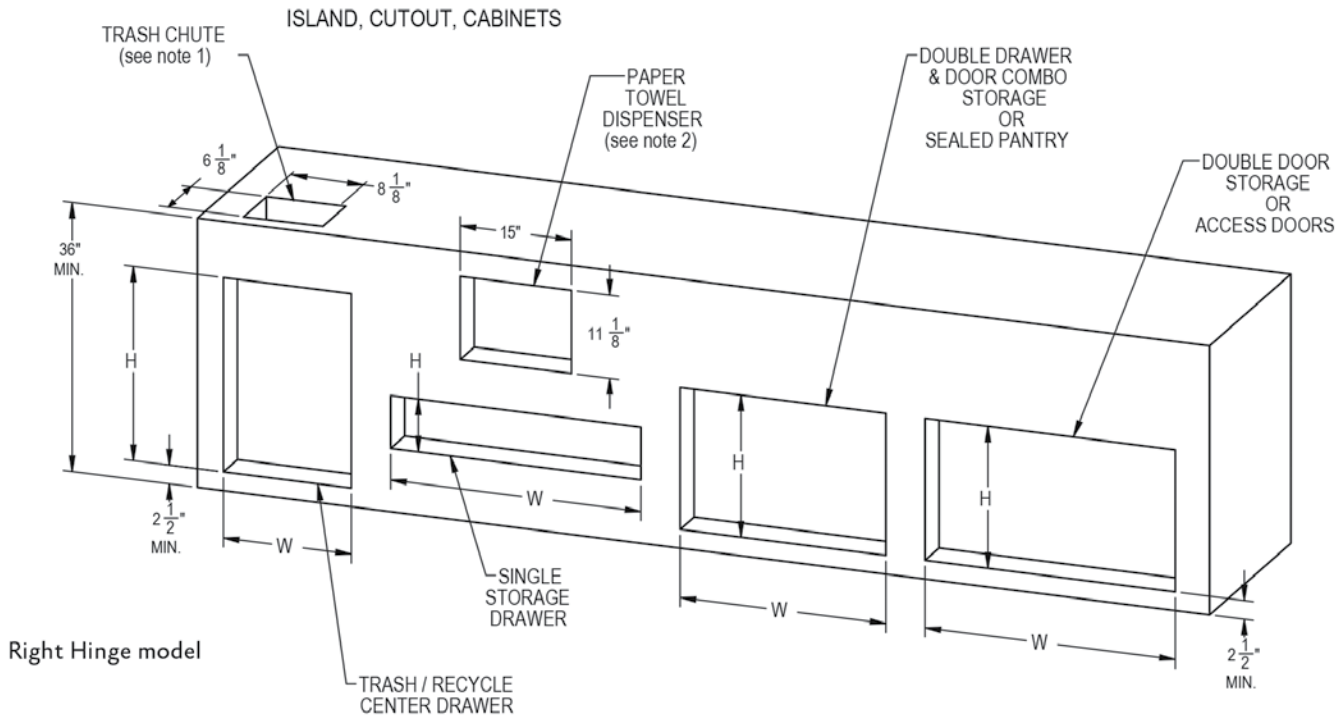 ISLAND, CUTOUT, CABINETS
TRASH CHUTE
(see note 1)
PAPER
TOWEL
DISPENSER
(see note 2)
DOUBLE DRAWER
& DOOR COMBO
STORAGE
OR
SEALED PANTRY
DOUBLE DOOR
STORAGE
OR
ACCESS DOORS
6 1/8"
8 1/8"
15"
36"
MIN.
11 1/8"
H
H
H
H
2 1/2"
MIN.
W
W
W
W
2 1/2"
MIN.
SINGLE
STORAGE
DRAWER
Right Hinge model
TRASH / RECYCLE
CENTER DRAWER